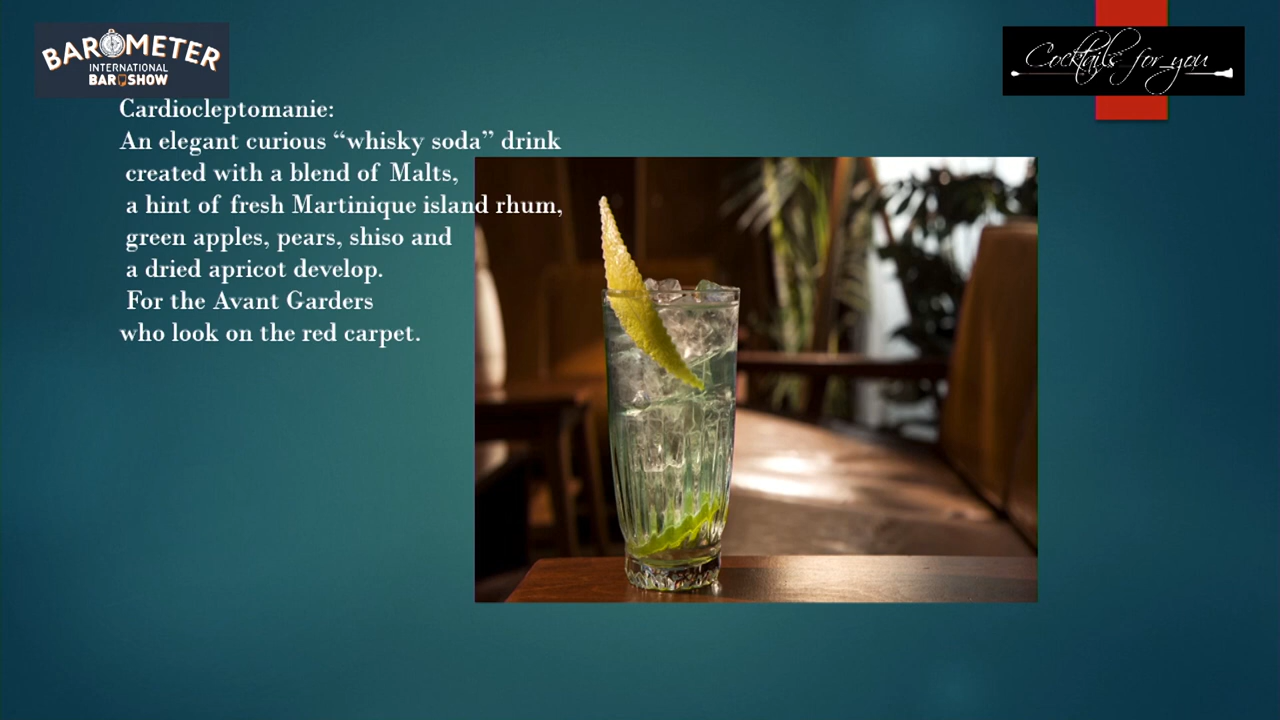 BAROMETER
INTERNATIONAL
BAR SHOW
Cocktails for you
Cardiocleptomanie:
An elegant curious “whisky soda” drink
created with a blend of Malts,
a hint of fresh Martinique island rhum,
green apples, pears, shiso and
a dried apricot develop.
For the Avant Garders
who look on the red carpet.